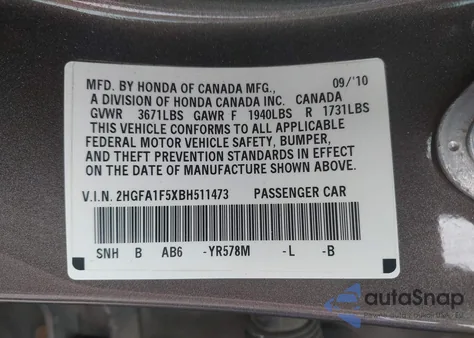 MFD. BY HONDA OF CANADA MFG., 09/'10
A DIVISION OF HONDA CANADA INC. CANADA
GVWR 3671LBS GAWR F 1940LBS R 1731LBS
THIS VEHICLE CONFORMS TO ALL APPLICABLE
FEDERAL MOTOR VEHICLE SAFETY, BUMPER,
AND THEFT PREVENTION STANDARDS IN EFFECT
ON THE DATE OF MANUFACTURE SHOWN ABOVE.
V.I.N. 2HGFA1F5XBH511473 PASSENGER CAR
SNH B AB6 -YR578M -L -B
autoSnap